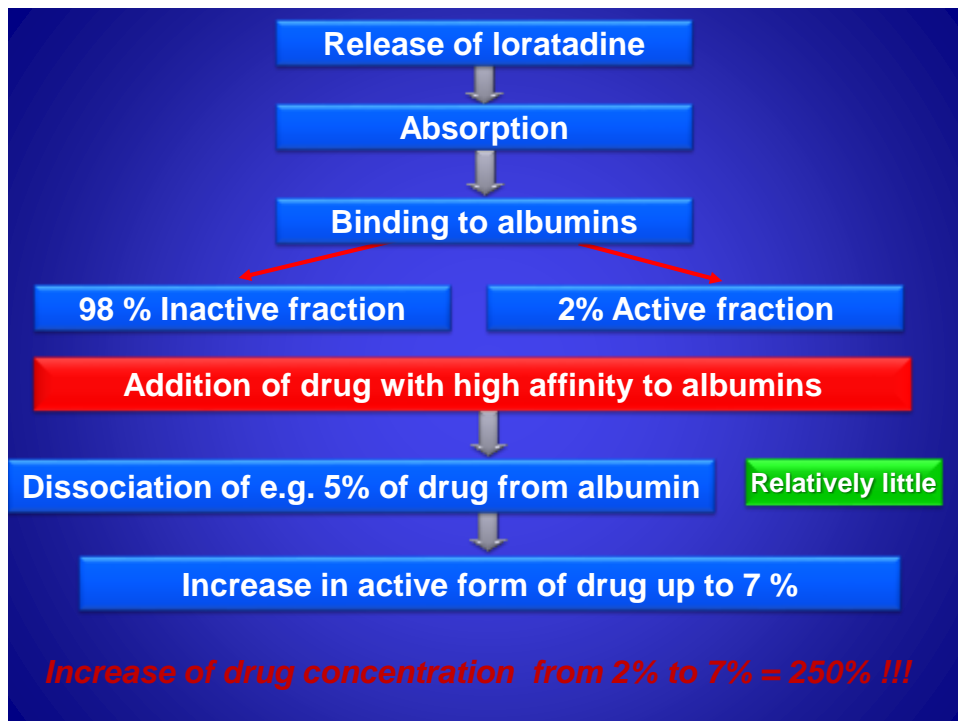 Release of loratadine
Absorption
Binding to albumins
98 % Inactive fraction
2% Active fraction
Addition of drug with high affinity to albumins
Dissociation of e.g. 5% of drug from albumin
Relatively little
Increase in active form of drug up to 7 %
Increase of drug concentration from 2% to 7% = 250% !!!